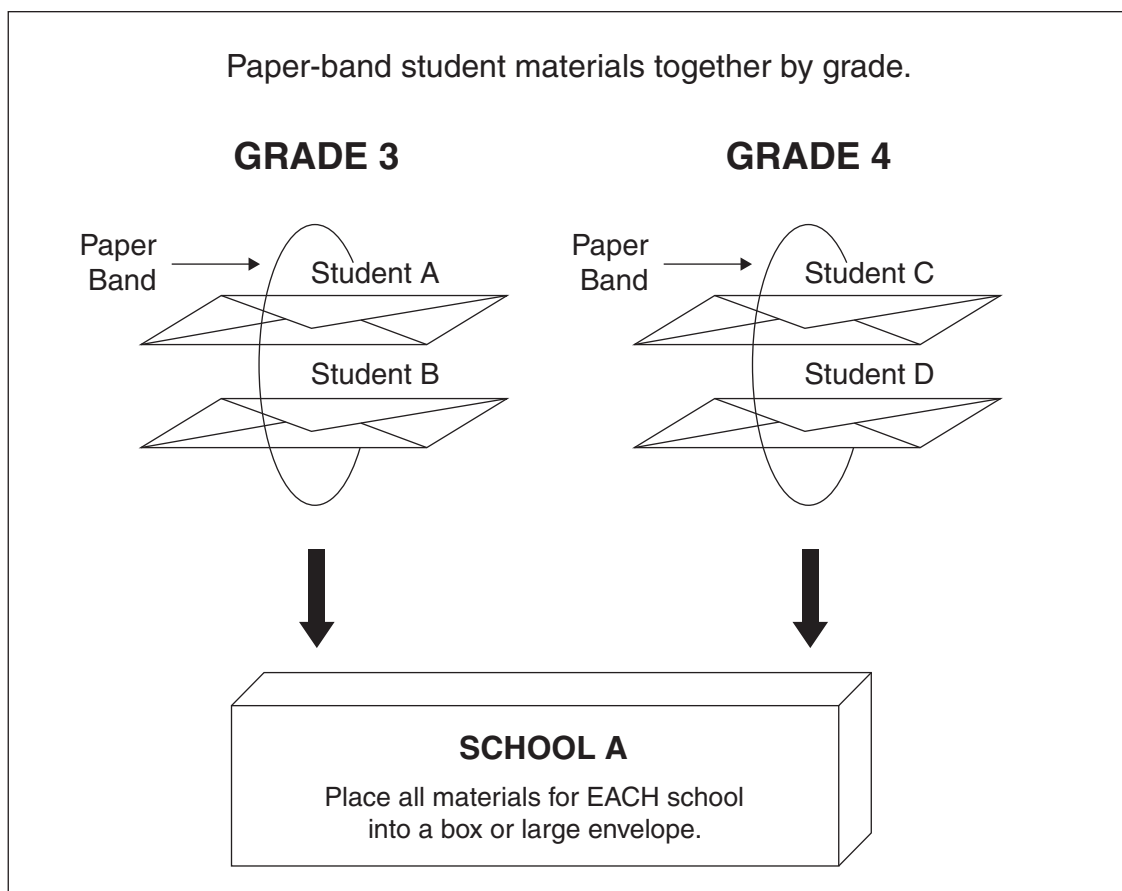 Paper-band student materials together by grade.
GRADE 3
GRADE 4
Paper
Band
Student A
Student B
Paper
Band
Student C
Student D
SCHOOL A
Place all materials for EACH school
into a box or large envelope.